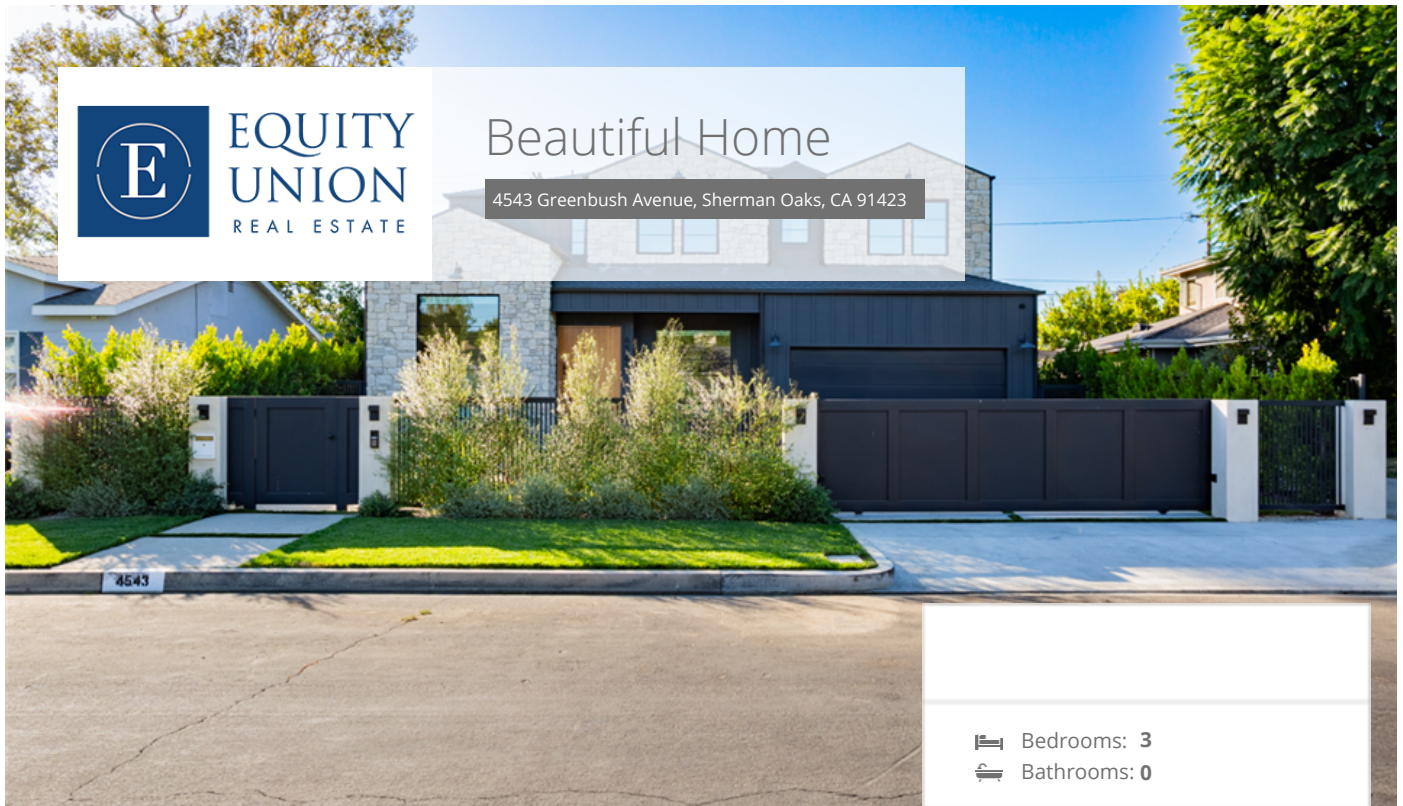 E
EQUITY
UNION
REAL ESTATE
Beautiful Home
4543 Greenbush Avenue, Sherman Oaks, CA 91423
4543
Bedrooms: 3
Bathrooms: 0